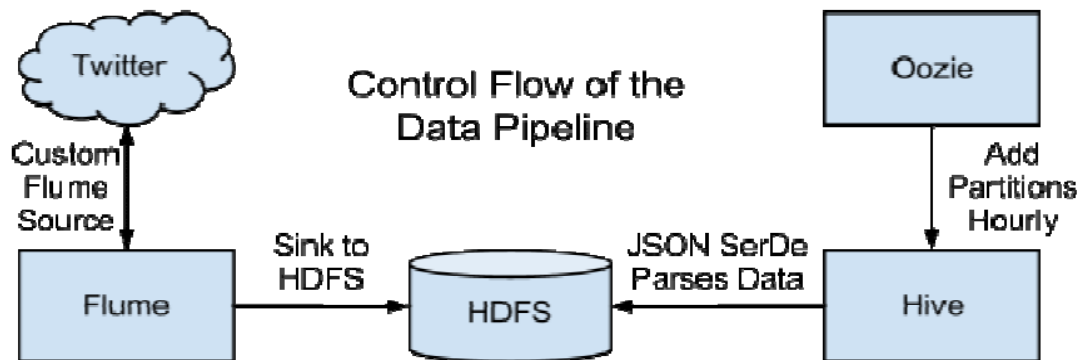 Twitter
Control Flow of the
Data Pipeline
Oozie
Custom
Flume
Source
Add
Partitions
Hourly
Sink to
HDFS
JSON SerDe
Parses Data
Flume
HDFS
Hive